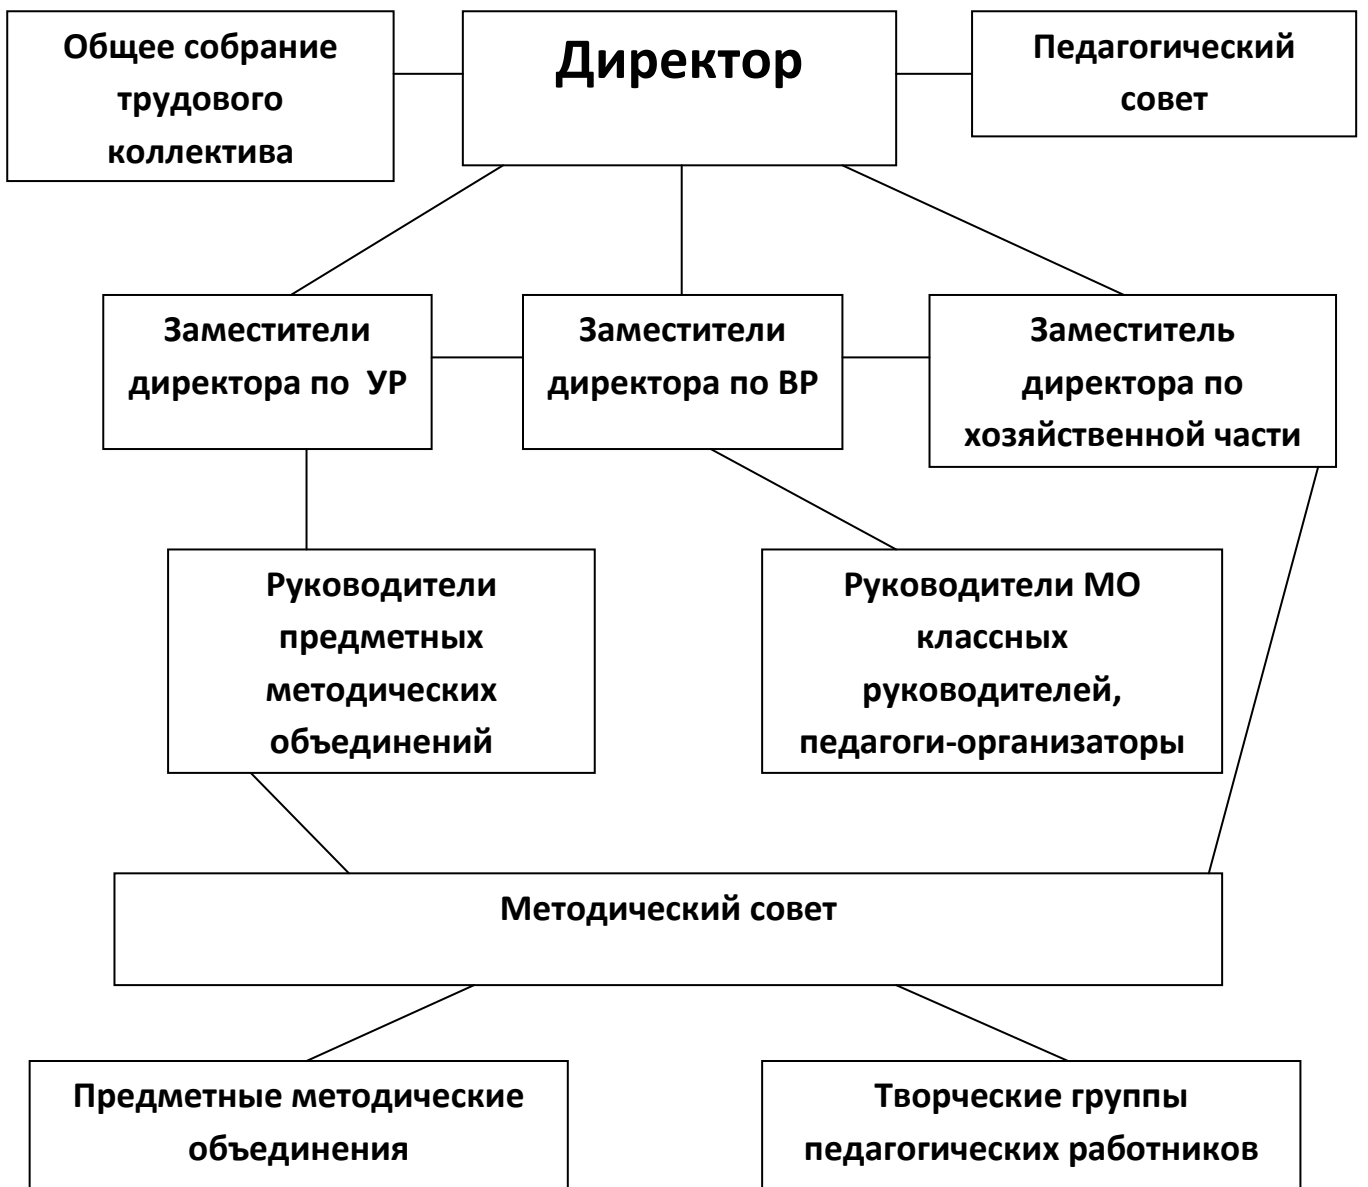 Общее собрание
трудового
коллектива
Директор
Педагогический
совет
Заместители
директора по  УР
Заместители
директора по ВР
Заместитель
директора по
хозяйственной части
Руководители
предметных
методических
объединений
Руководители МО
классных
руководителей,
педагоги-организаторы
Методический совет
Предметные методические
объединения
Творческие группы
педагогических работников